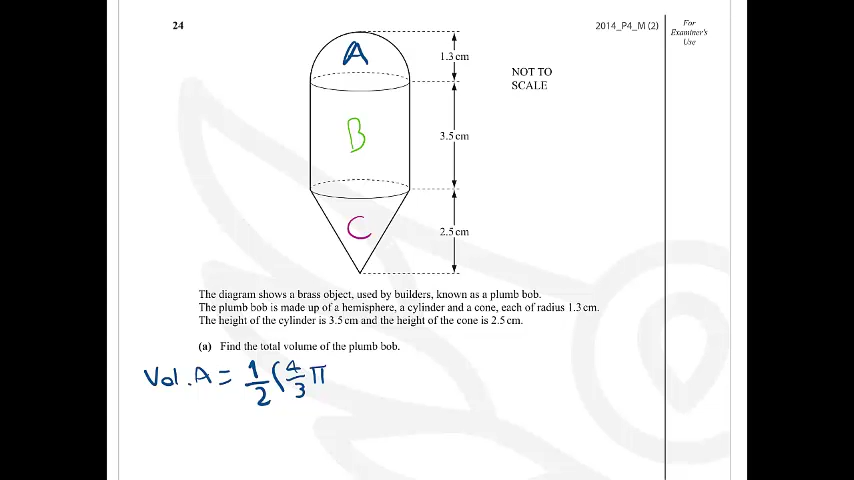 24
2014_P4_M (2)
For
Examiner's
Use
A
1.3 cm
NOT TO
SCALE
B
3.5 cm
C
2.5 cm
The diagram shows a brass object, used by builders, known as a plumb bob.
The plumb bob is made up of a hemisphere, a cylinder and a cone, each of radius 1.3 cm.
The height of the cylinder is 3.5 cm and the height of the cone is 2.5 cm.
(a) Find the total volume of the plumb bob.
Vol. A = 1/2 (4/3 π